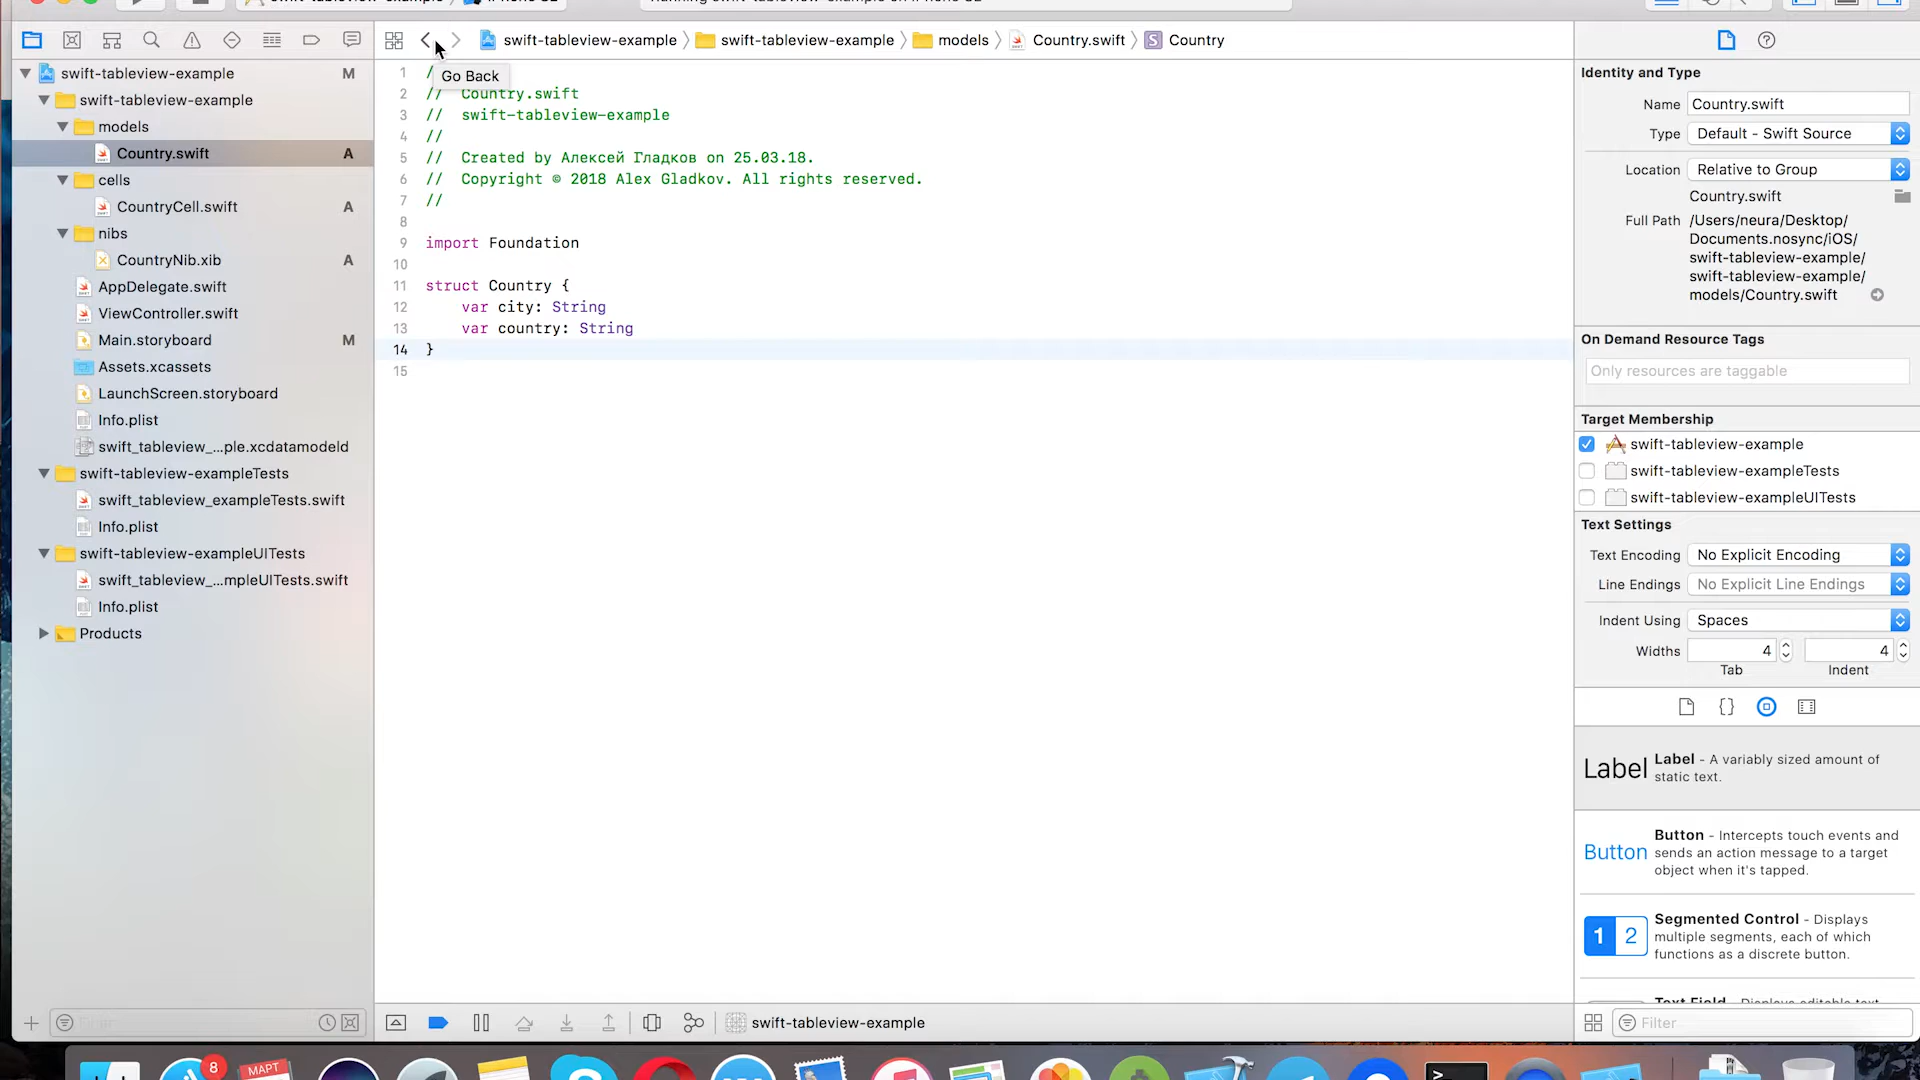 swift-tableview-example › swift-tableview-example › models › Country.swift › Country
Go Back
swift-tableview-example M
swift-tableview-example
models
Country.swift A
cells
CountryCell.swift A
nibs
CountryNib.xib A
AppDelegate.swift
ViewController.swift
Main.storyboard M
Assets.xcassets
LaunchScreen.storyboard
Info.plist
swift_tableview_...ple.xcdatamodeld
swift-tableview-exampleTests
swift_tableview_exampleTests.swift
Info.plist
swift-tableview-exampleUITests
swift_tableview_...mpleUITests.swift
Info.plist
Products
1 /
2 // Country.swift
3 // swift-tableview-example
4 //
5 // Created by Алексей Гладков on 25.03.18.
6 // Copyright © 2018 Alex Gladkov. All rights reserved.
7 //
8
9 import Foundation
10
11 struct Country {
12 var city: String
13 var country: String
14 }
15
swift-tableview-example
Identity and Type
Name Country.swift
Type Default - Swift Source
Location Relative to Group
Country.swift
Full Path /Users/neura/Desktop/
Documents.nosync/iOS/
swift-tableview-example/
swift-tableview-example/
models/Country.swift
On Demand Resource Tags
Only resources are taggable
Target Membership
swift-tableview-example
swift-tableview-exampleTests
swift-tableview-exampleUITests
Text Settings
Text Encoding No Explicit Encoding
Line Endings No Explicit Line Endings
Indent Using Spaces
Widths 4 4
Tab Indent
{}
Label Label - A variably sized amount of
static text.
Button - Intercepts touch events and
Button sends an action message to a target
object when it's tapped.
Segmented Control - Displays
1 2 multiple segments, each of which
functions as a discrete button.
Filter
8
МАРТ